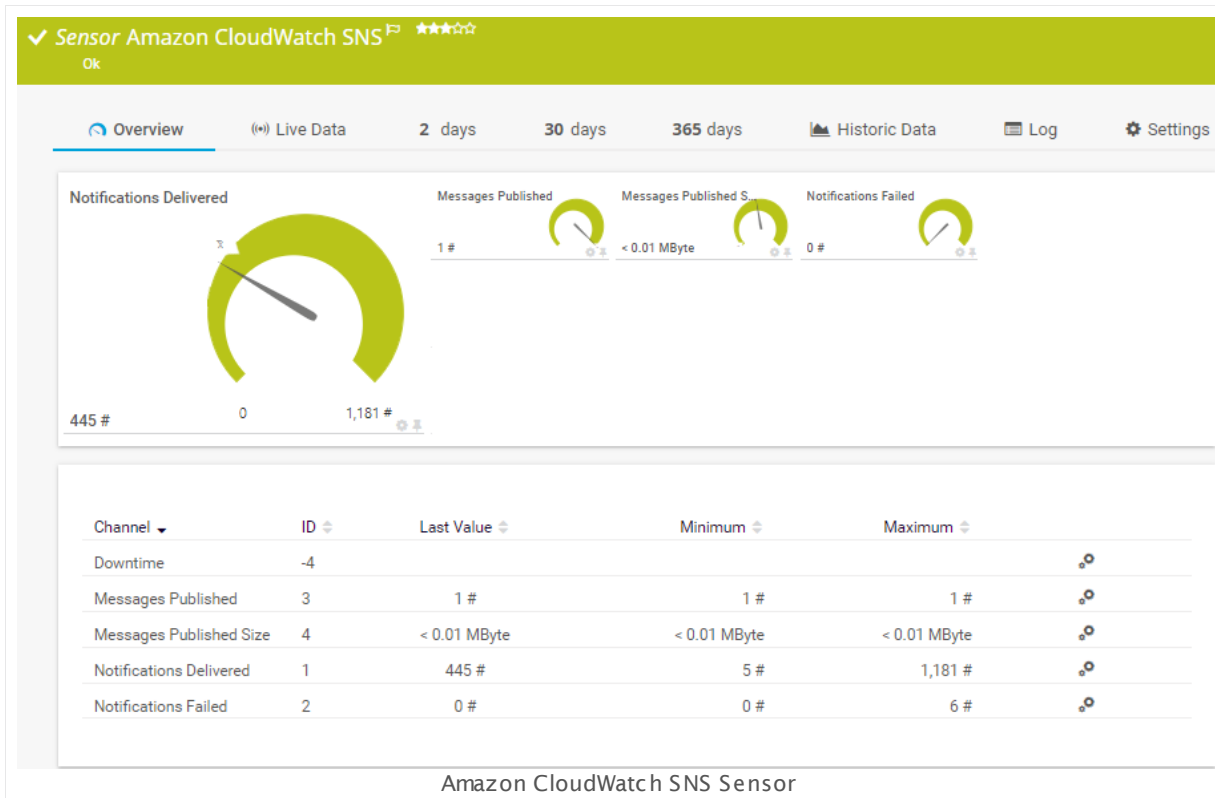 Sensor Amazon CloudWatch SNS
Ok
Overview Live Data 2 days 30 days 365 days Historic Data Log Settings
Notifications Delivered
x
445 #
0
1,181 #
Messages Published
1 #
Messages Published S...
< 0.01 MByte
Notifications Failed
0 #
Channel ID Last Value Minimum Maximum
Downtime -4
Messages Published 3 1 # 1 # 1 #
Messages Published Size 4 < 0.01 MByte < 0.01 MByte < 0.01 MByte
Notifications Delivered 1 445 # 5 # 1,181 #
Notifications Failed 2 0 # 0 # 6 #
Amazon CloudWatch SNS Sensor